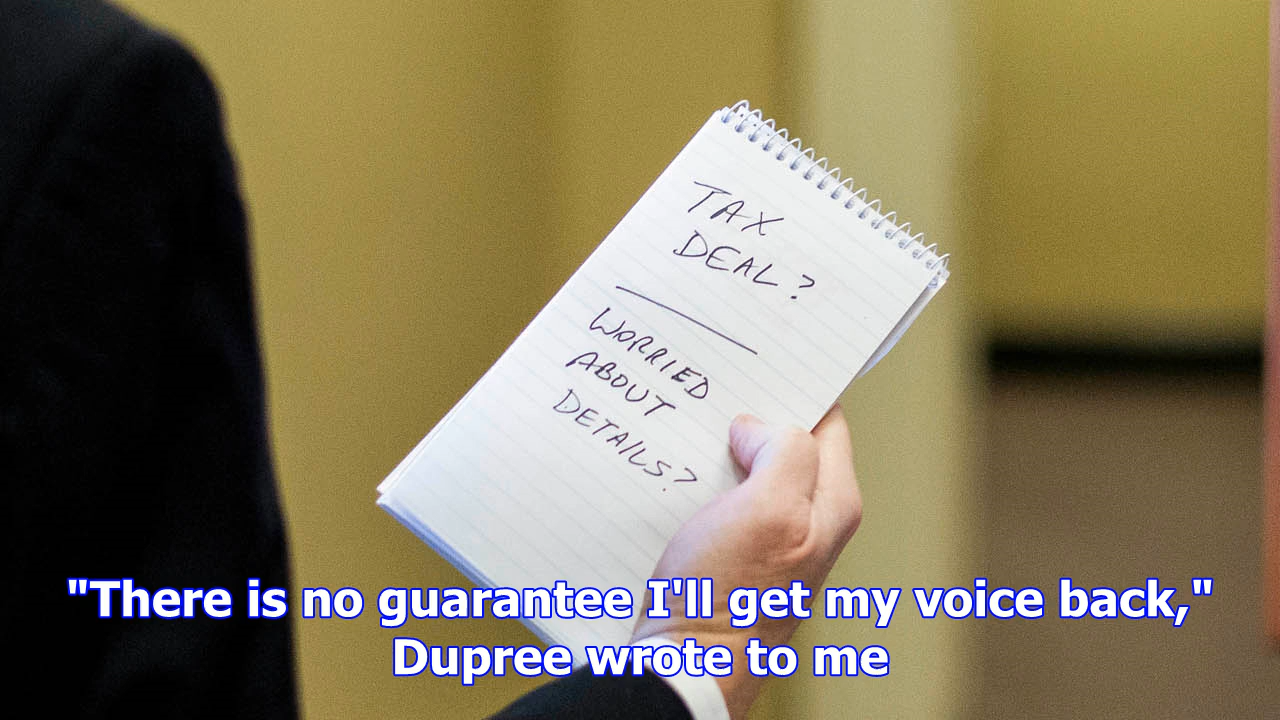 TAX
DEAL?
WORRIED
ABOUT
DETAILS?
"There is no guarantee I'll get my voice back,"
Dupree wrote to me